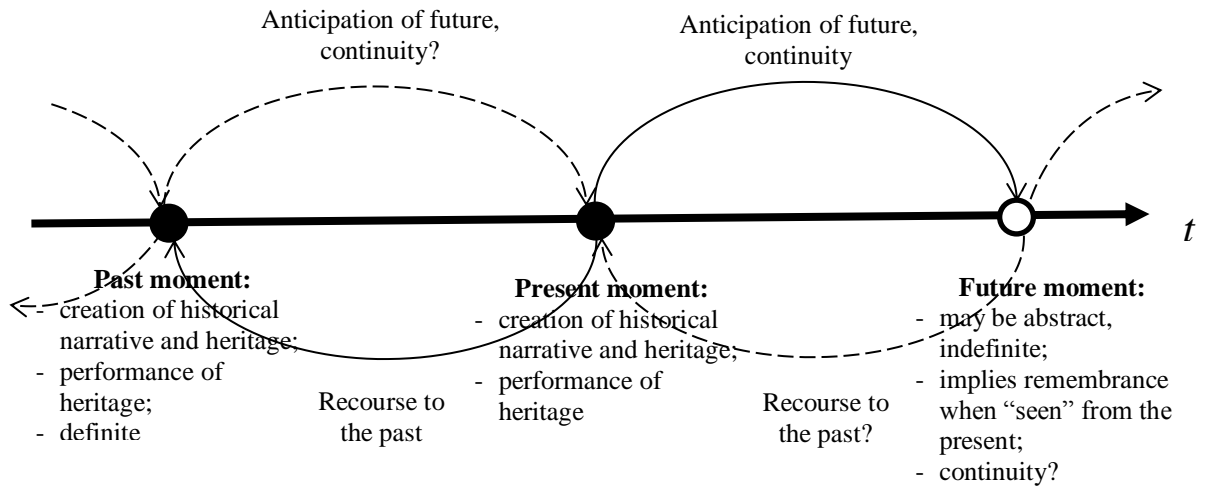 Anticipation of future,
continuity?
Anticipation of future,
continuity
t
Past moment:
- creation of historical
narrative and heritage;
- performance of
heritage;
- definite
Recourse to
the past
Present moment:
- creation of historical
narrative and heritage;
- performance of
heritage
Recourse to
the past?
Future moment:
- may be abstract,
indefinite;
- implies remembrance
when “seen” from the
present;
- continuity?